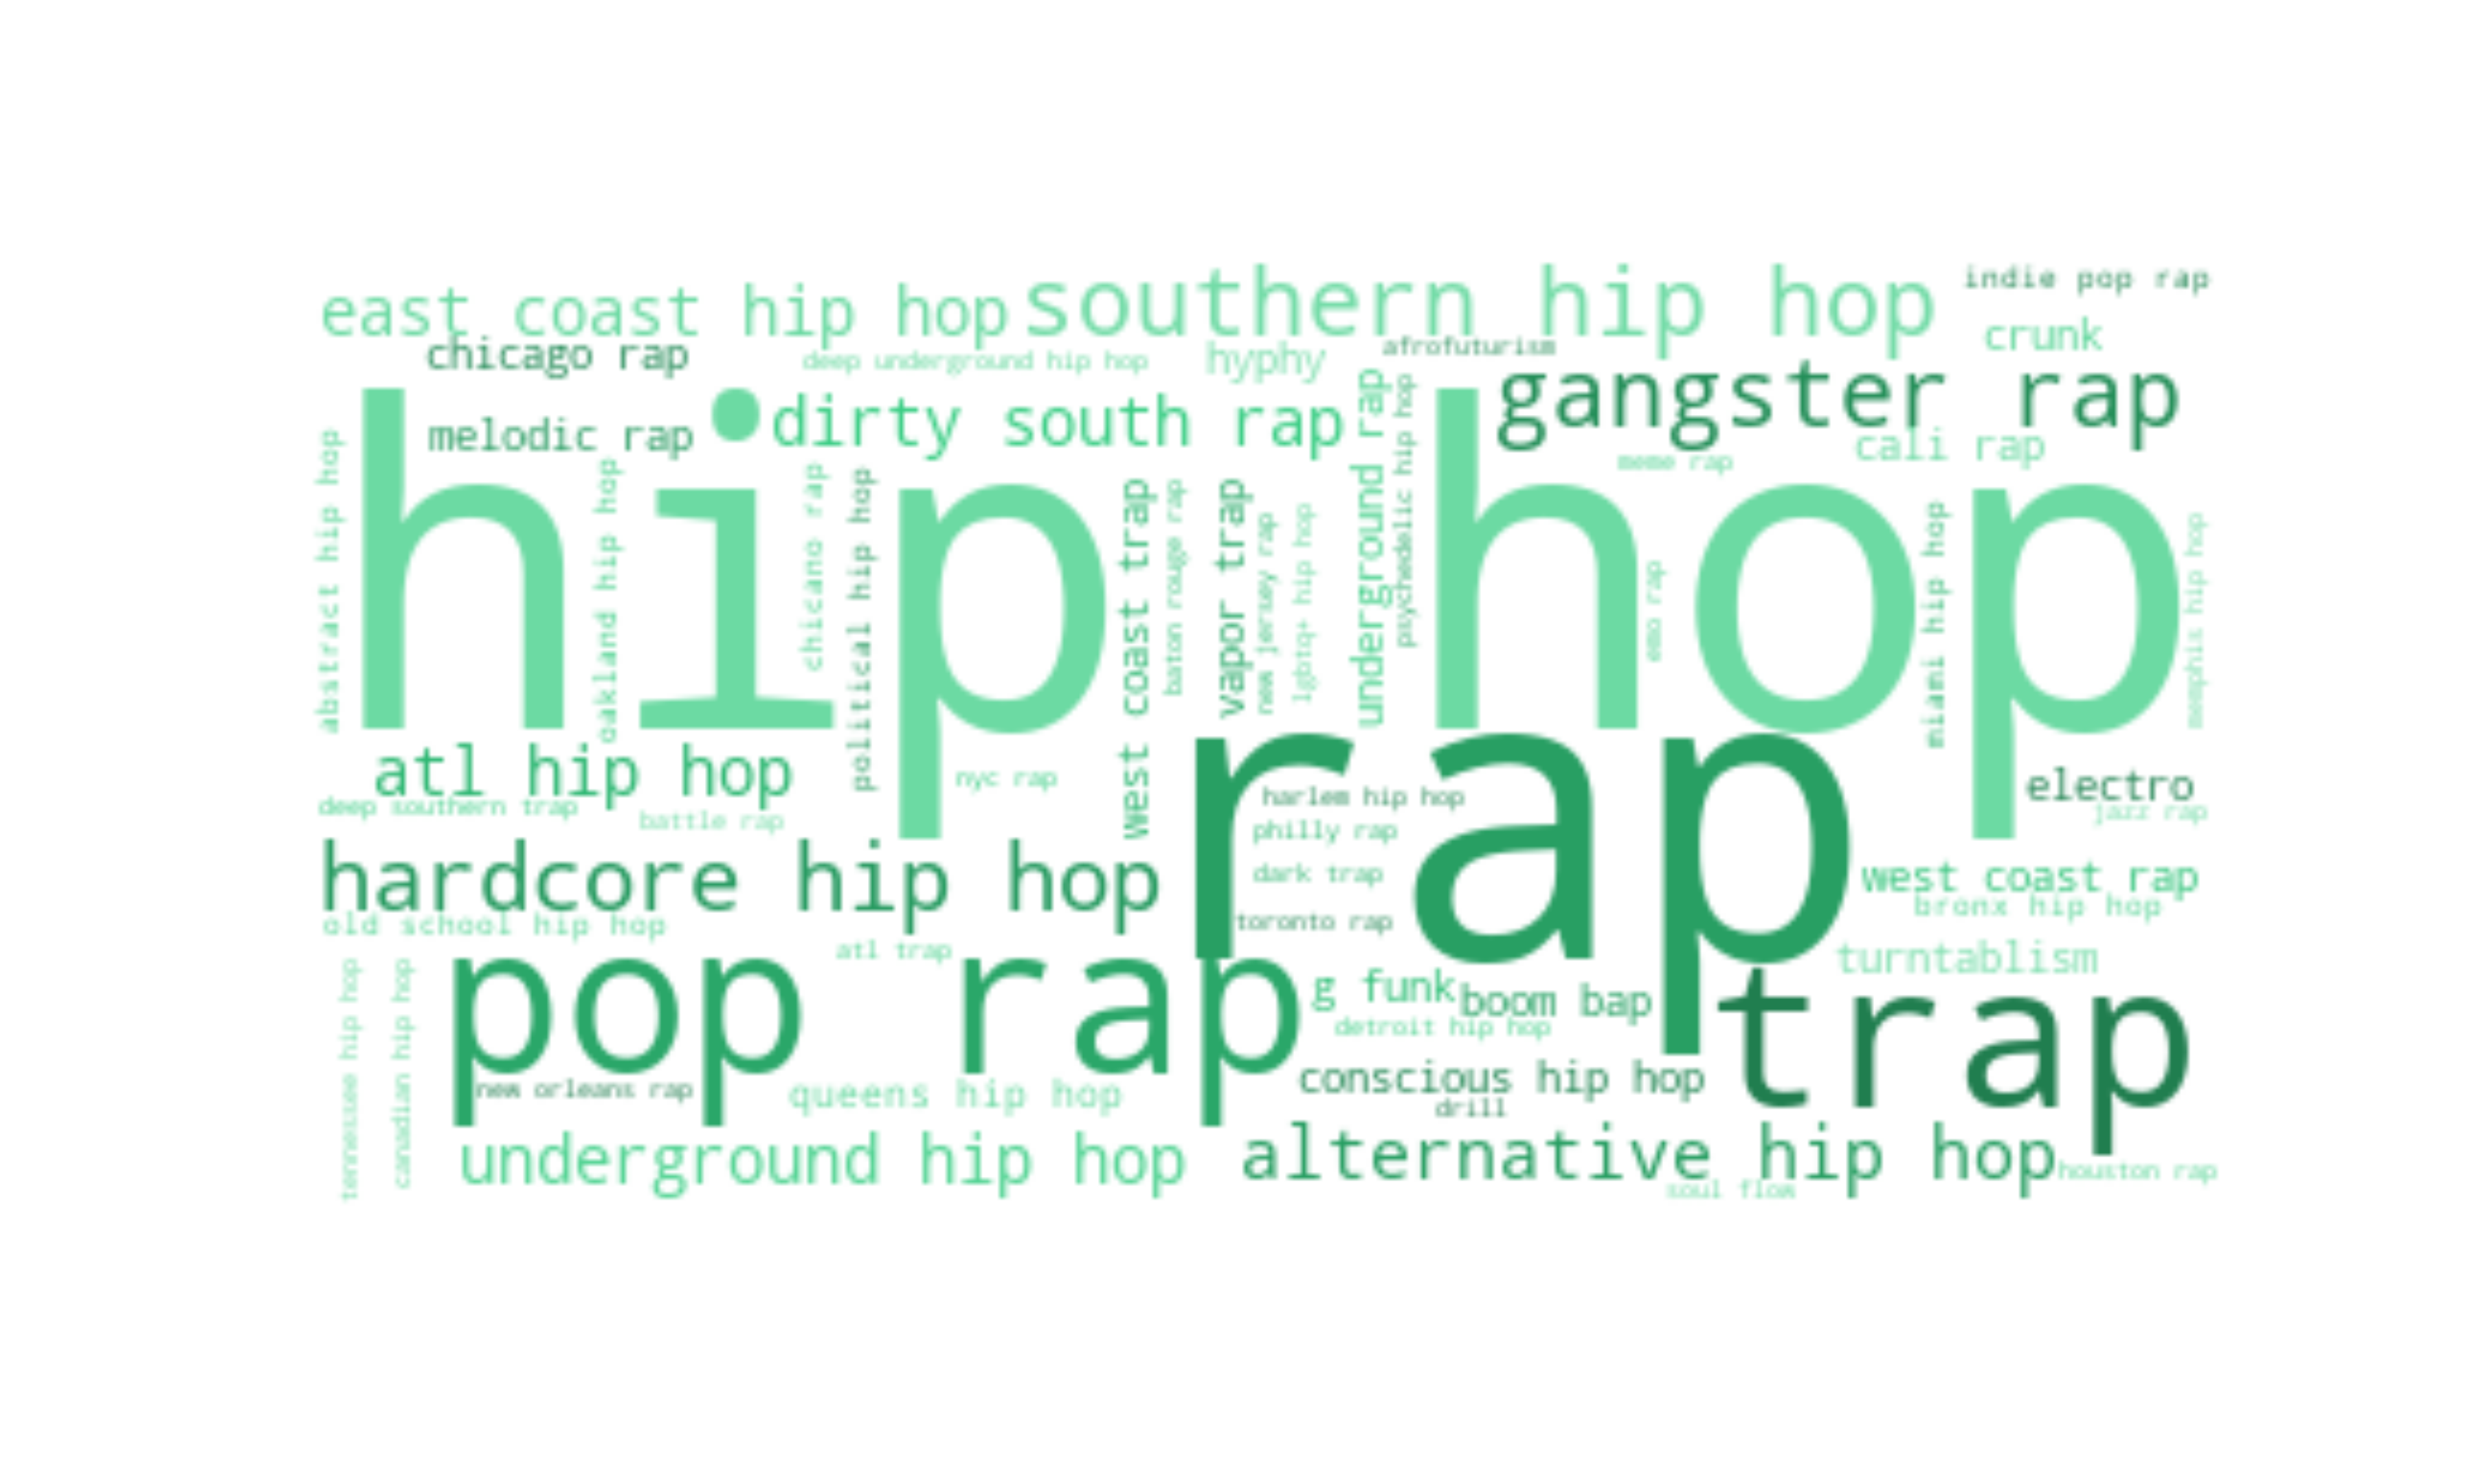 east coast hip hop
southern hip hop
indie pop rap
crunk
chicago rap
deep underground hip hop
hyphy
afrofuturism
gangster rap
melodic rap
dirty south rap
cali rap
meme rap
hip hop
abstract hip hop
oakland hip hop
chicano rap
political hip hop
west coast trap
baton rouge rap
vapor trap
new jersey rap
lgbtq+ hip hop
underground rap
psychedelic hip hop
emo rap
miami hip hop
memphis hip hop
atl hip hop
nyc rap
rap
electro
deep southern trap
battle rap
harlem hip hop
jazz rap
philly rap
hardcore hip hop
dark trap
west coast rap
old school hip hop
toronto rap
bronx hip hop
atl trap
turntablism
pop rap
g funk
boom bap
trap
detroit hip hop
tennessee hip hop
canadian hip hop
new orleans rap
queens hip hop
conscious hip hop
drill
underground hip hop
alternative hip hop
houston rap
soul flow